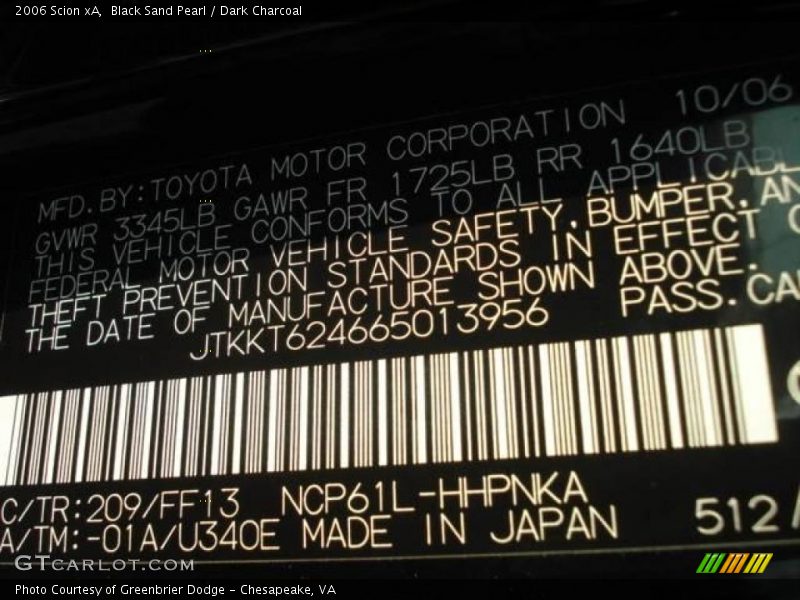 2006 Scion xA,  Black Sand Pearl / Dark Charcoal
MFD. BY: TOYOTA MOTOR CORPORATION 10/06
GVWR 3345LB GAWR FR 1725LB RR 1640LB
THIS VEHICLE CONFORMS TO ALL APPLICABL
FEDERAL MOTOR VEHICLE SAFETY, BUMPER, AN
THEFT PREVENTION STANDARDS IN EFFECT O
THE DATE OF MANUFACTURE SHOWN ABOVE.
JTKKT624665013956 PASS. CA
C/TR: 209/FF13 NCP61L-HHPNKA
A/TM: -01A/U340E MADE IN JAPAN 512A
GTCARLOT.COM
Photo Courtesy of Greenbrier Dodge - Chesapeake, VA